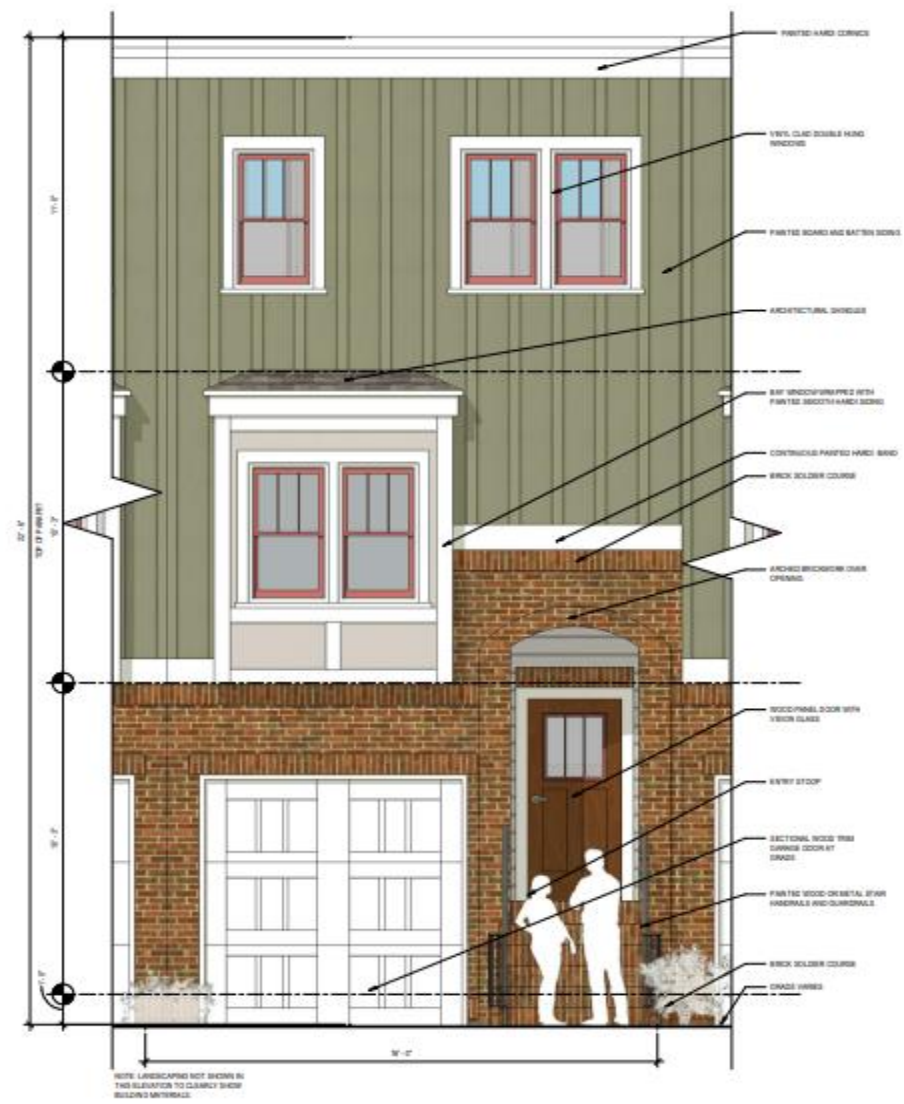 PAINTED HARDI CORNICE
VINYL CLAD DOUBLE HUNG
WINDOWS
PAINTED BOARD AND BATTEN SIDING
ARCHITECTURAL SHINGLES
BAY WINDOW WRAPPED WITH
PAINTED SMOOTH HARDI SIDING
CONTINUOUS PAINTED HARDI BAND
BRICK SOLDIER COURSE
ARCHED BRICKWORK OVER
OPENING
WOOD PANEL DOOR WITH
VISION GLASS
ENTRY STOOP
SECTIONAL WOOD TRIM
GARAGE DOOR AT
GRADE
PAINTED WOOD OR METAL STAIR
HANDRAILS AND GUARDRAILS
BRICK SOLDIER COURSE
GRADE VARIES
TOP OF PARAPET
NOTE: LANDSCAPING NOT SHOWN IN
THIS ELEVATION TO CLEARLY SHOW
BUILDING MATERIALS.